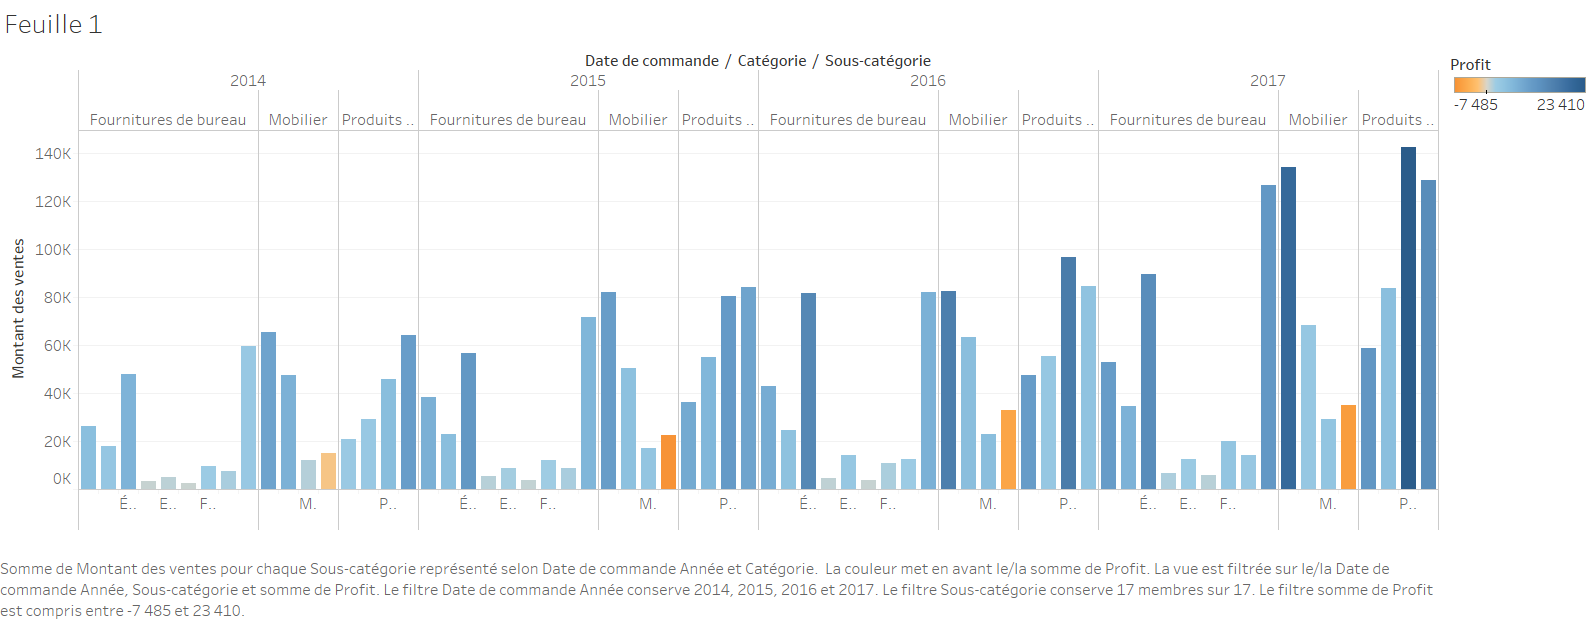 Feuille 1
Date de commande / Catégorie / Sous-catégorie
Profit
2014 2015 2016 2017
-7 485 23 410
Fournitures de bureau Mobilier Produits .. Fournitures de bureau Mobilier Produits .. Fournitures de bureau Mobilier Produits .. Fournitures de bureau Mobilier Produits ..
Montant des ventes
140K
120K
100K
80K
60K
40K
20K
0K
É.. E.. F.. M. P.. É.. E.. F.. M. P.. É.. E.. F.. M. P.. É.. E.. F.. M. P..
Somme de Montant des ventes pour chaque Sous-catégorie représenté selon Date de commande Année et Catégorie. La couleur met en avant le/la somme de Profit. La vue est filtrée sur le/la Date de
commande Année, Sous-catégorie et somme de Profit. Le filtre Date de commande Année conserve 2014, 2015, 2016 et 2017. Le filtre Sous-catégorie conserve 17 membres sur 17. Le filtre somme de Profit
est compris entre -7 485 et 23 410.